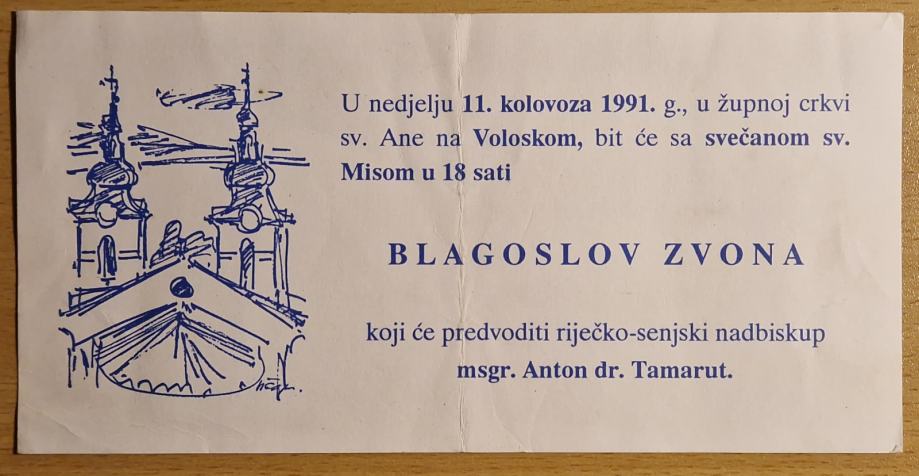 U nedjelju 11. kolovoza 1991. g., u župnoj crkvi
sv. Ane na Voloskom, bit će sa svečanom sv.
Misom u 18 sati
BLAGOSLOV ZVONA
koji će predvoditi riječko-senjski nadbiskup
msgr. Anton dr. Tamarut.